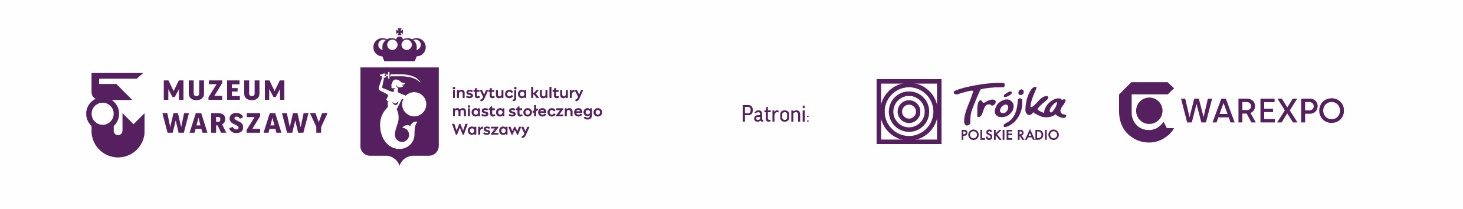 MUZEUM
WARSZAWY
instytucja kultury
miasta stołecznego
Warszawy
Patroni:
Trójka
POLSKIE RADIO
WAREXPO